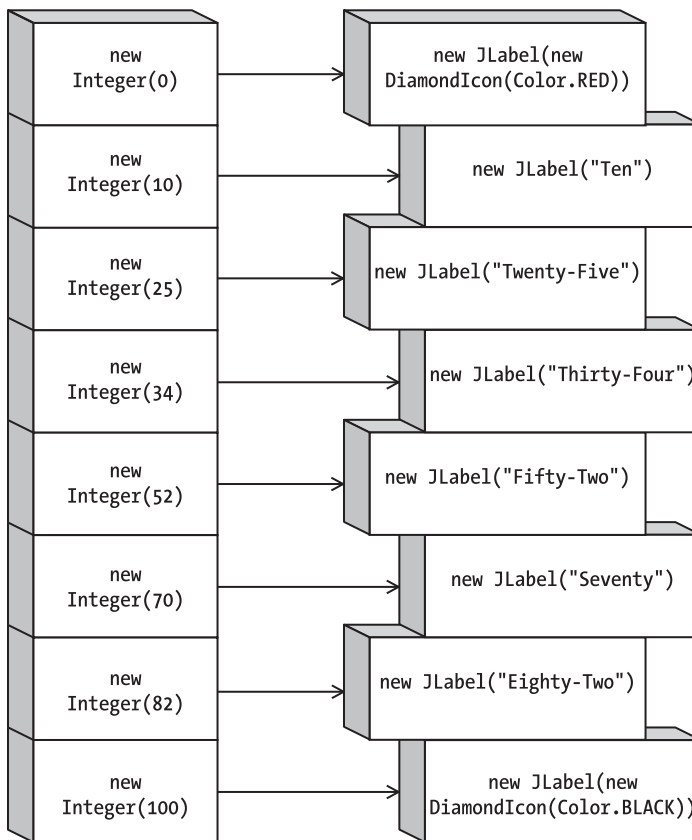 new
Integer(0)
new JLabel(new
DiamondIcon(Color.RED))
new
Integer(10)
new JLabel("Ten")
new
Integer(25)
new JLabel("Twenty-Five")
new
Integer(34)
new JLabel("Thirty-Four")
new
Integer(52)
new JLabel("Fifty-Two")
new
Integer(70)
new JLabel("Seventy")
new
Integer(82)
new JLabel("Eighty-Two")
new
Integer(100)
new JLabel(new
DiamondIcon(Color.BLACK))